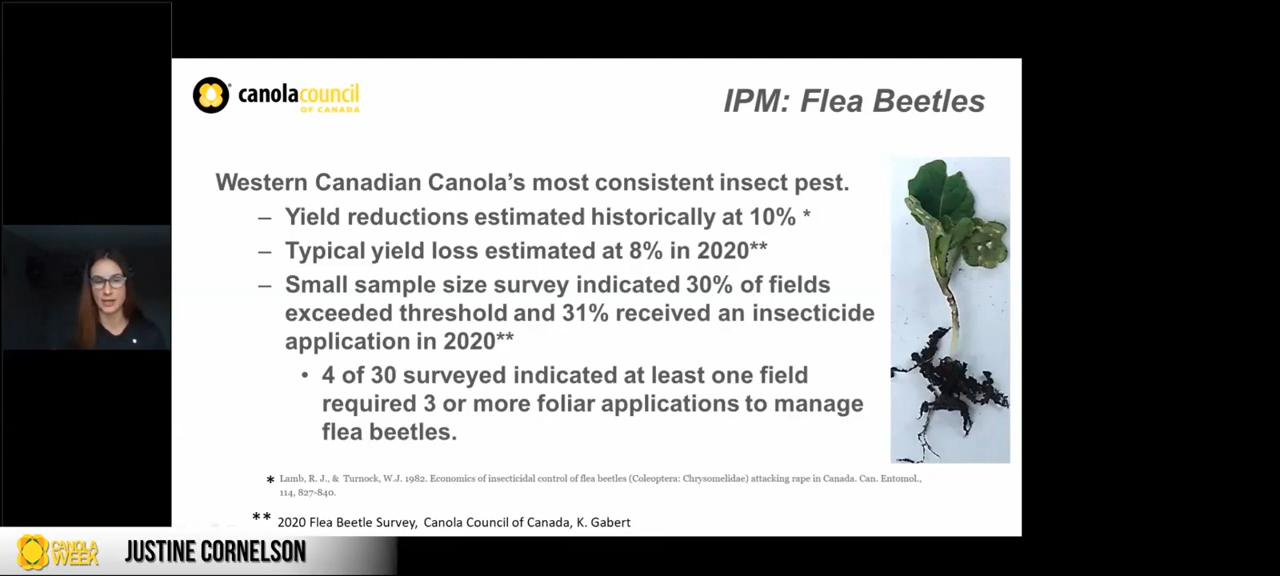 canolacouncil
OF CANADA
IPM: Flea Beetles
Western Canadian Canola's most consistent insect pest.
– Yield reductions estimated historically at 10% *
– Typical yield loss estimated at 8% in 2020**
– Small sample size survey indicated 30% of fields
exceeded threshold and 31% received an insecticide
application in 2020**
• 4 of 30 surveyed indicated at least one field
required 3 or more foliar applications to manage
flea beetles.
* Lamb, R. J., & Turnock, W.J. 1982. Economics of insecticidal control of flea beetles (Coleoptera: Chrysomelidae) attacking rape in Canada. Can. Entomol.,
114, 827-840.
** 2020 Flea Beetle Survey, Canola Council of Canada, K. Gabert
CANOLA
WEEK
JUSTINE CORNELSON